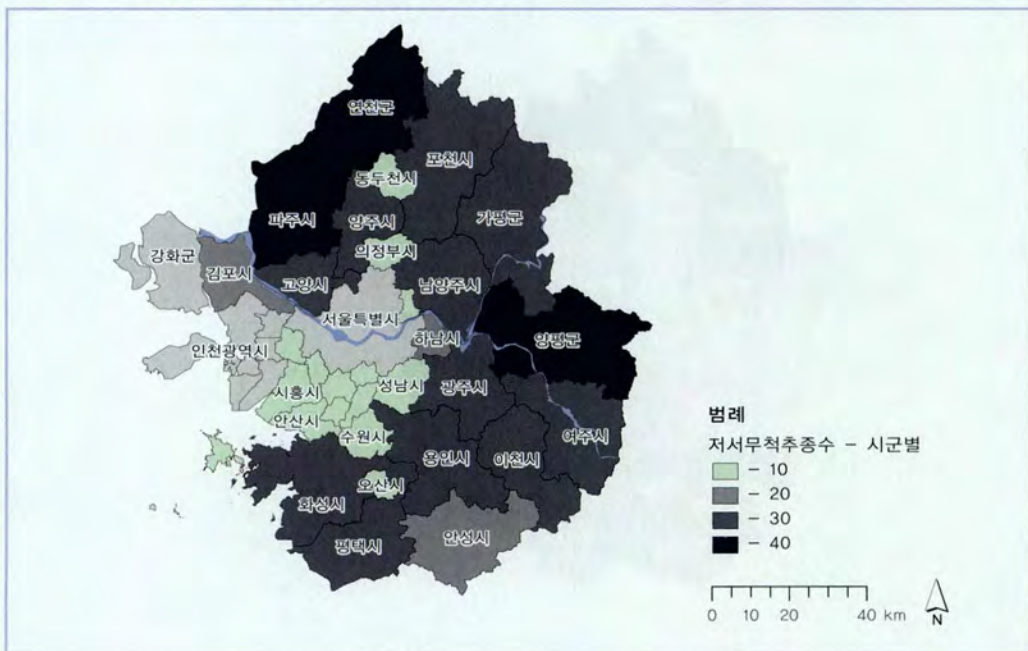 연천군
포천시
동두천시
가평군
파주시
양주시
의정부시
강화군
김포시
고양시
남양주시
서울특별시
하남시
양평군
인천광역시
시흥시
성남시
광주시
안산시
수원시
여주시
용인시
이천시
오산시
화성시
평택시
안성시
범례
저서무척추종수 - 시군별
- 10
- 20
- 30
- 40
0 10 20 40 km
N